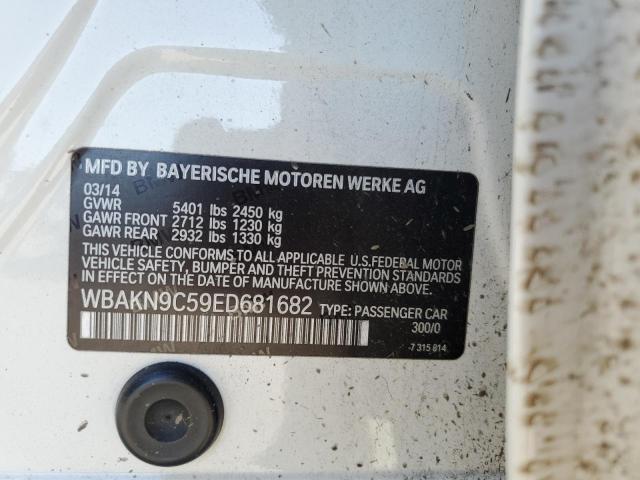 MFD BY BAYERISCHE MOTOREN WERKE AG
03/14
GVWR 5401 lbs 2450 kg
GAWR FRONT 2712 lbs 1230 kg
GAWR REAR 2932 lbs 1330 kg
THIS VEHICLE CONFORMS TO ALL APPLICABLE U.S.FEDERAL MOTOR
VEHICLE SAFETY, BUMPER AND THEFT PREVENTION STANDARDS
IN EFFECT ON THE DATE OF MANUFACTURE SHOWN ABOVE.
WBAKN9C59ED681682 TYPE: PASSENGER CAR
300/0
7 315 814